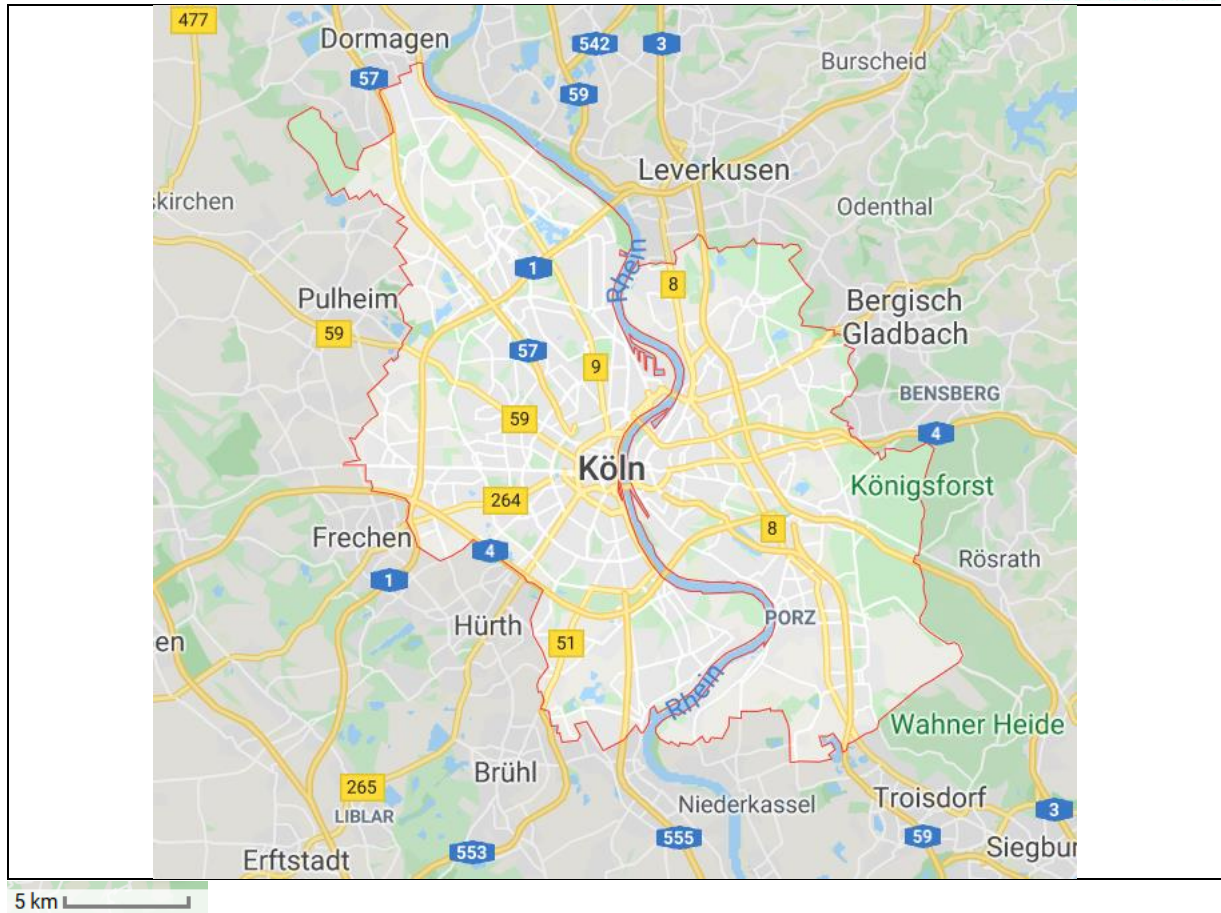 477
Dormagen
542
3
57
59
Burscheid
Leverkusen
skirchen
Odenthal
Rhein
1
8
Pulheim
Bergisch
Gladbach
59
57
9
BENSBERG
59
4
Köln
Königsforst
264
8
Frechen
4
Rösrath
1
Hürth
PORZ
en
51
Rhein
Wahner Heide
Brühl
265
Niederkassel
Troisdorf
LIBLAR
3
555
59
Siegbur
553
Erftstadt
5 km